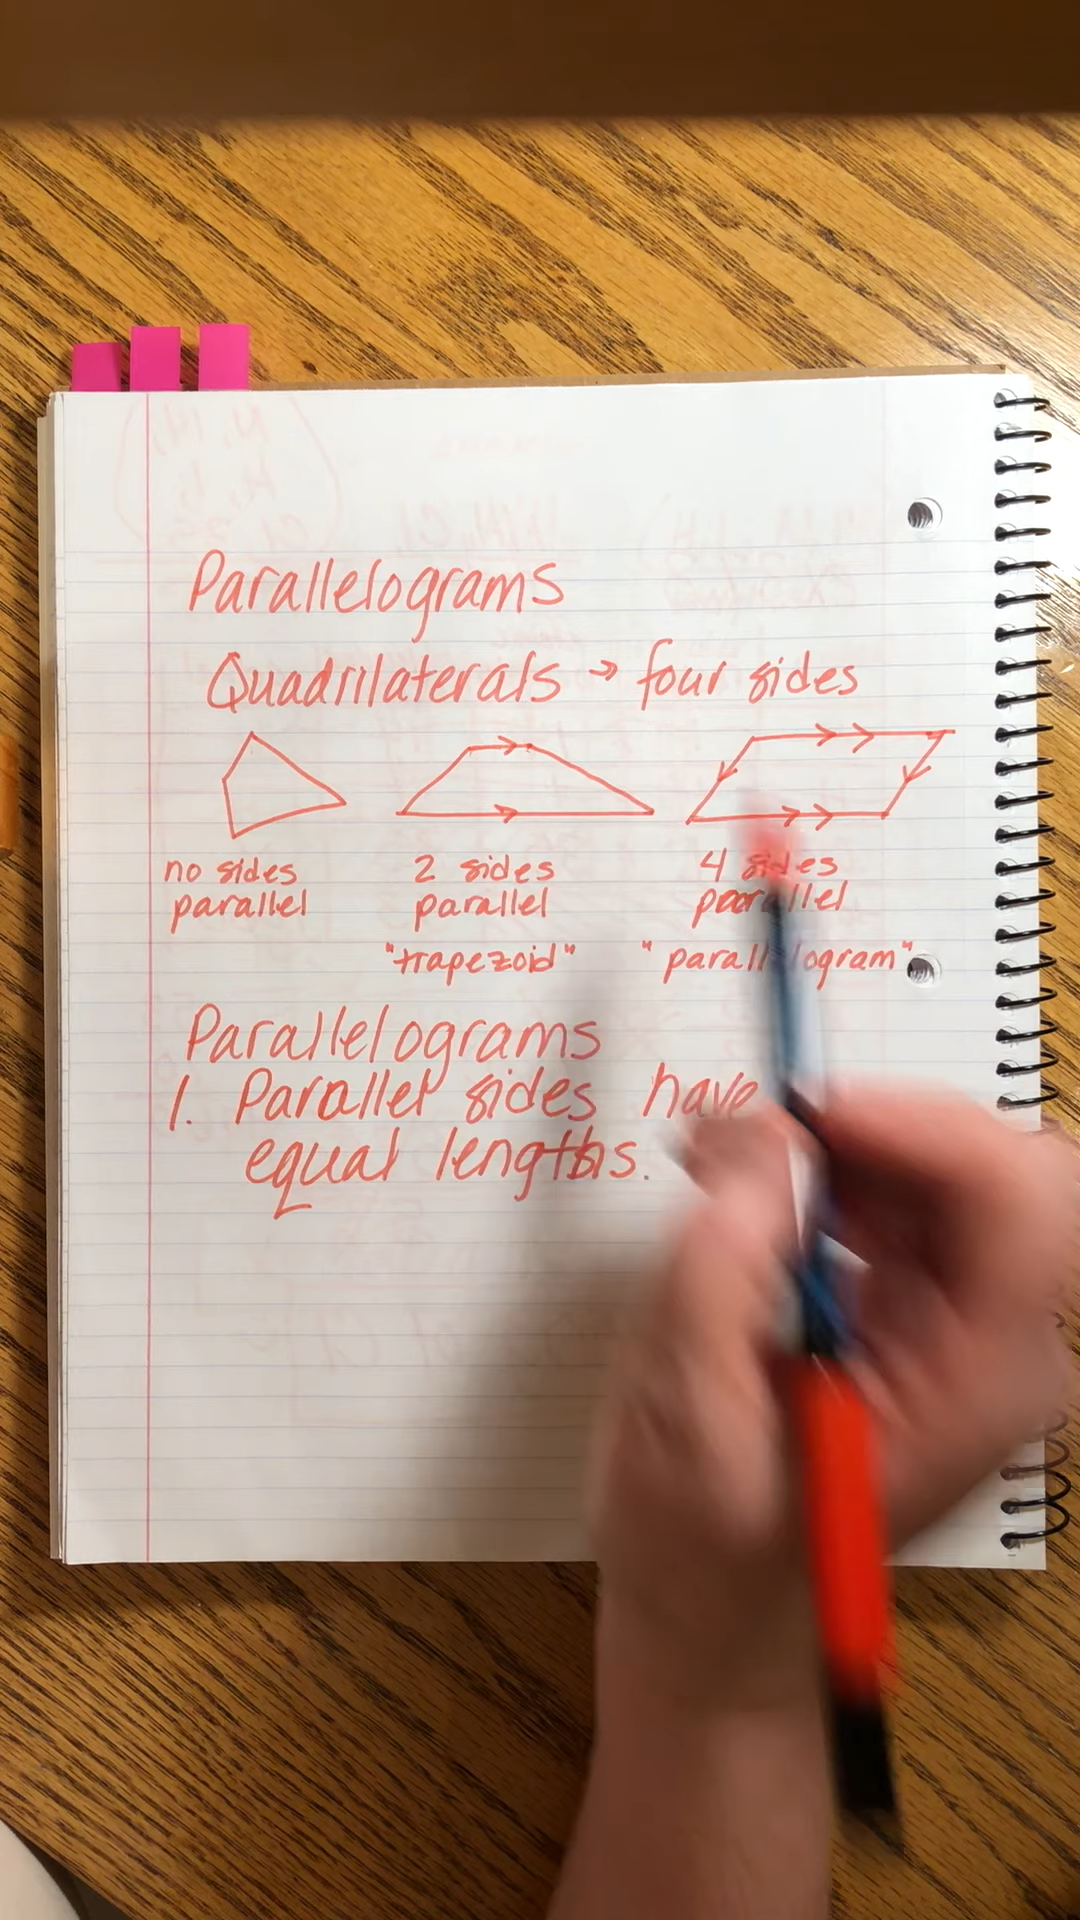 Parallelograms
Quadrilaterals → four sides
no sides parallel
2 sides parallel
"trapezoid"
4 sides parallel
"parallelogram"
Parallelograms
1. Parallel sides have
equal lengths.